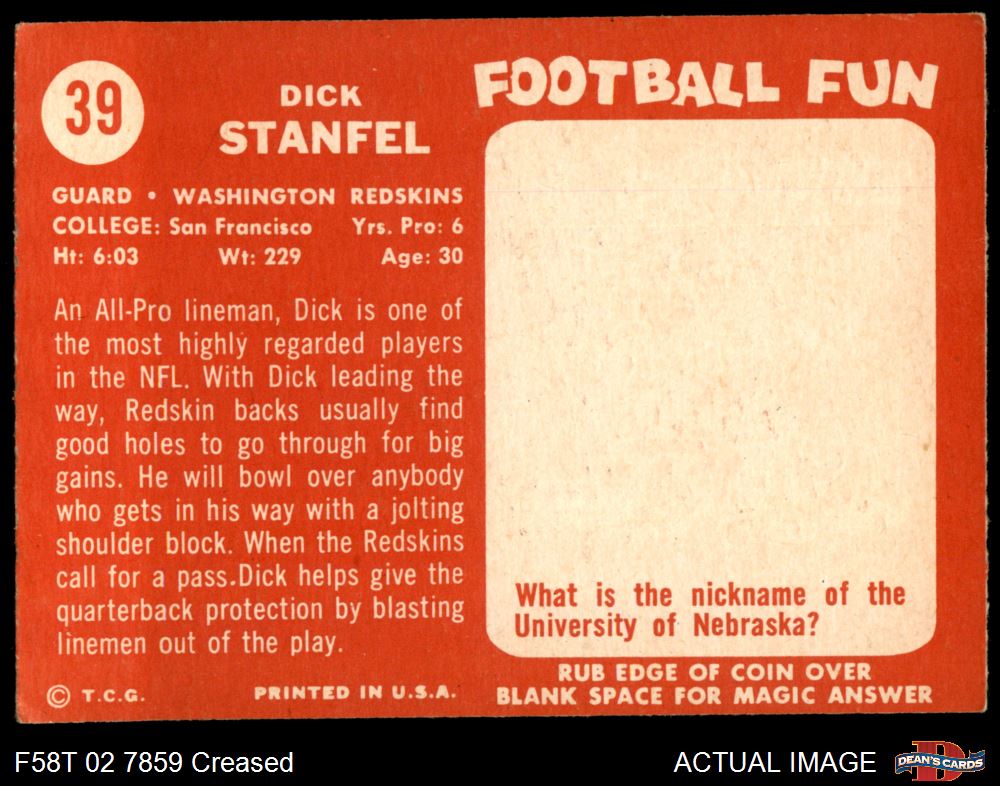 39
DICK
STANFEL
GUARD • WASHINGTON REDSKINS
COLLEGE: San Francisco Yrs. Pro: 6
Ht: 6:03 Wt: 229 Age: 30
An All-Pro lineman, Dick is one of
the most highly regarded players
in the NFL. With Dick leading the
way, Redskin backs usually find
good holes to go through for big
gains. He will bowl over anybody
who gets in his way with a jolting
shoulder block. When the Redskins
call for a pass.Dick helps give the
quarterback protection by blasting
linemen out of the play.
© T.C.G. PRINTED IN U.S.A.
FOOTBALL FUN
What is the nickname of the
University of Nebraska?
RUB EDGE OF COIN OVER
BLANK SPACE FOR MAGIC ANSWER
F58T 02 7859 Creased
ACTUAL IMAGE
D
DEAN'S CARDS